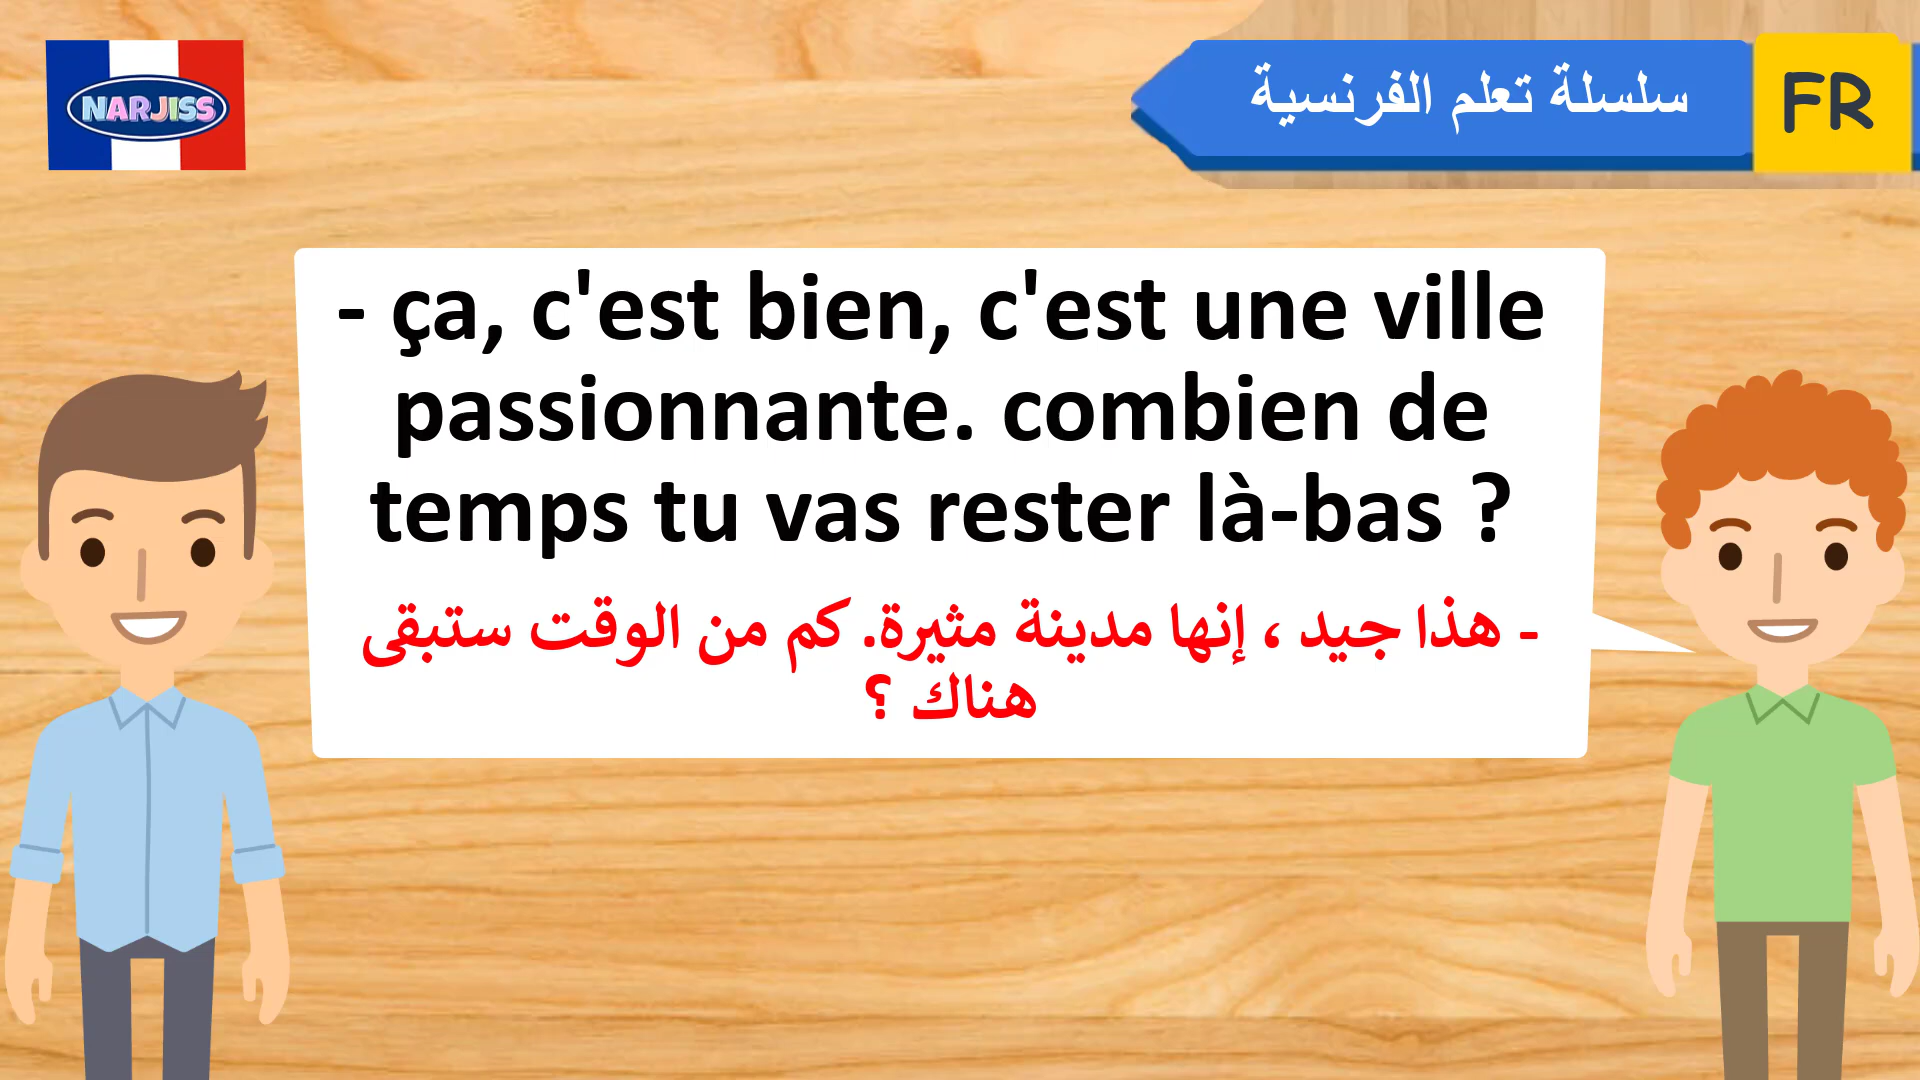 NARJISS
سلسلة تعلم الفرنسية
FR
- ça, c'est bien, c'est une ville
passionnante. combien de
temps tu vas rester là-bas ?
- هذا جيد ، إنها مدينة مثيرة. كم من الوقت ستبقى
هناك ؟